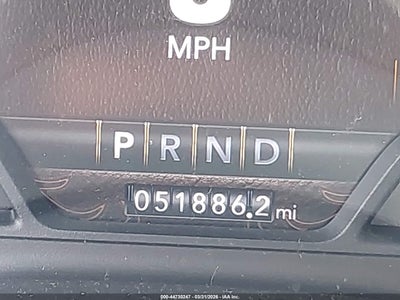 MPH
P R N D
051886.2 mi
000-44730247 - 03/31/2026 - IAA Inc.